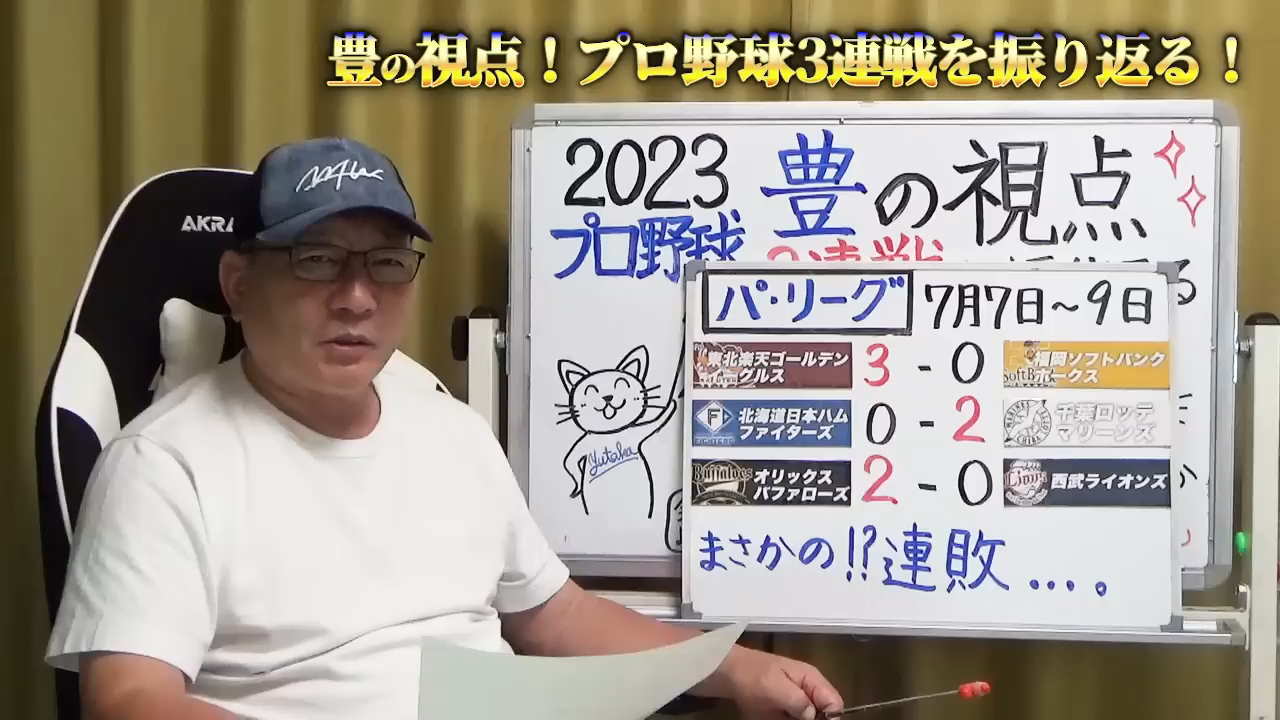 豊の視点！プロ野球3連戦を振り返る！
2023 豊の視点
プロ野球 3連戦
AKRA
Yutaka
パ・リーグ 7月7日～9日
東北楽天ゴールデン
イーグルス
3 - 0
福岡ソフトバンク
ホークス
F
FIGHTERS
北海道日本ハム
ファイターズ
0 - 2
千葉ロッテ
マリーンズ
Buffaloes
オリックス
バファローズ
2 - 0
Lions
西武ライオンズ
まさかの!?連敗....。